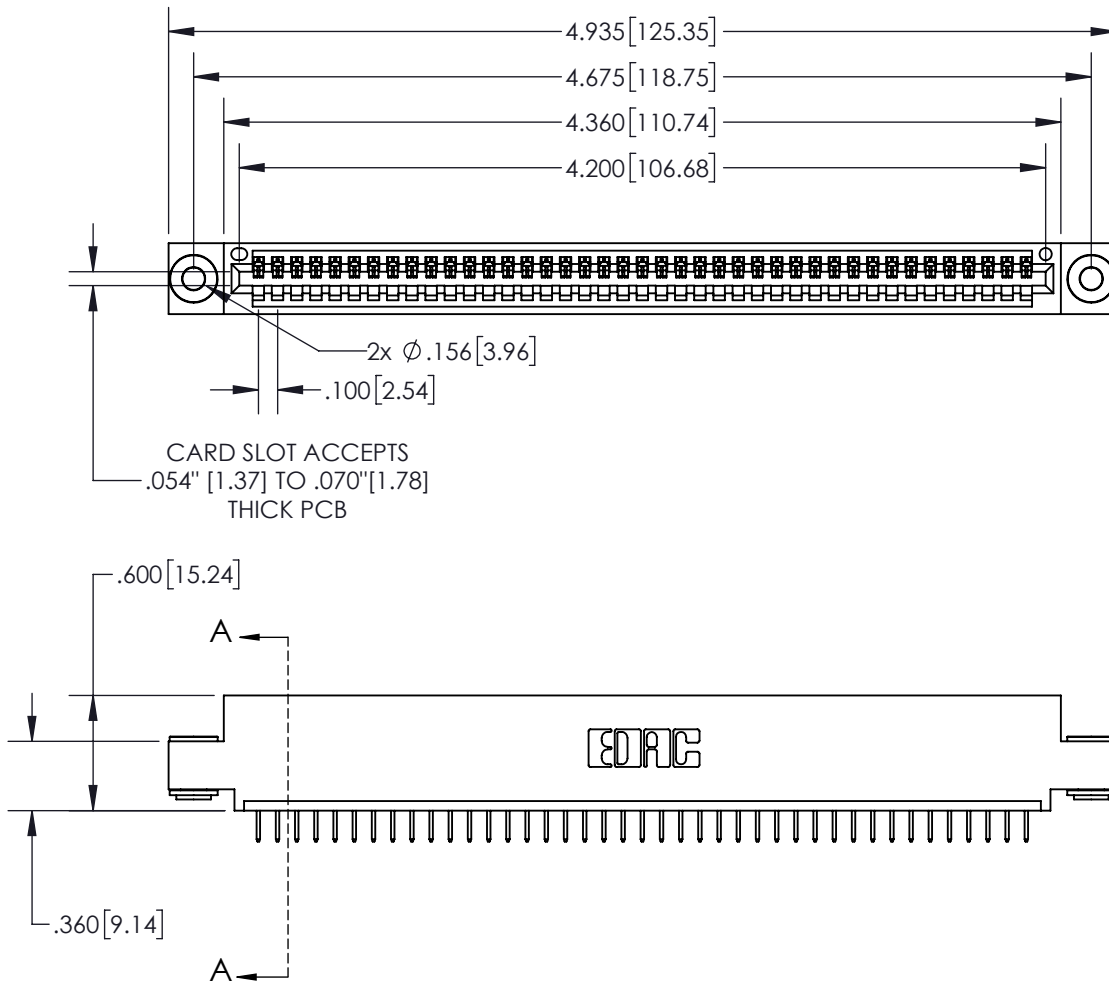 4.935[125.35]
4.675[118.75]
4.360[110.74]
4.200[106.68]
2x Ø.156[3.96]
.100[2.54]
CARD SLOT ACCEPTS
.054" [1.37] TO .070"[1.78]
THICK PCB
.600[15.24]
A
EDAC
.360[9.14]
A